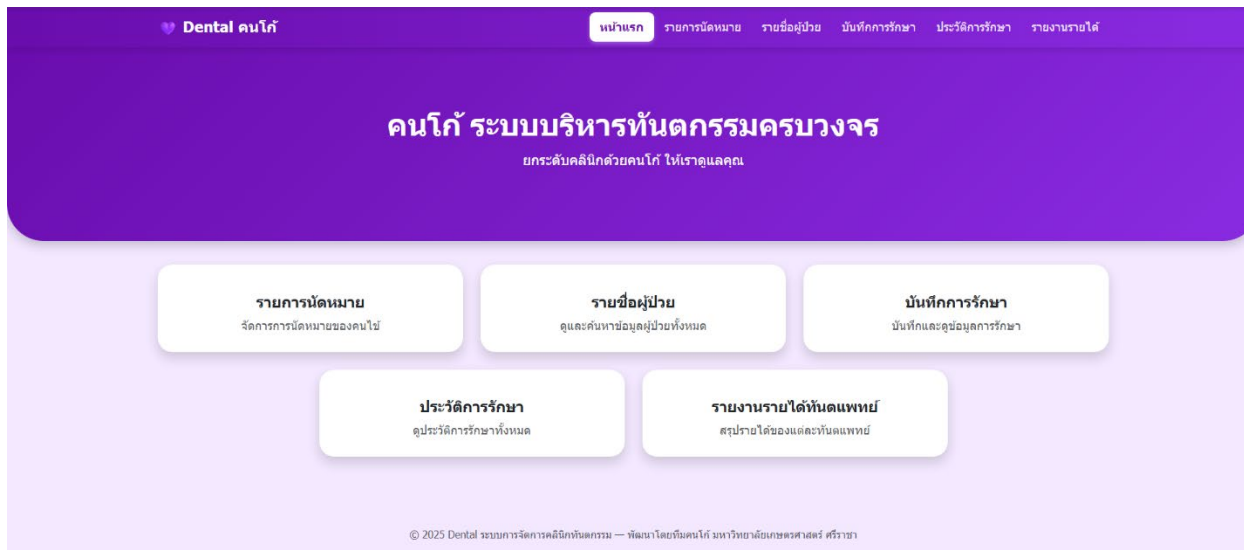 💜 Dental คนโก้
หน้าแรก รายการนัดหมาย รายชื่อผู้ป่วย บันทึกการรักษา ประวัติการรักษา รายงานรายได้
คนโก้ ระบบบริหารทันตกรรมครบวงจร
ยกระดับคลินิกด้วยคนโก้ ให้เราดูแลคุณ
รายการนัดหมาย
จัดการการนัดหมายของคนไข้
รายชื่อผู้ป่วย
ดูและค้นหาข้อมูลผู้ป่วยทั้งหมด
บันทึกการรักษา
บันทึกและดูข้อมูลการรักษา
ประวัติการรักษา
ดูประวัติการรักษาทั้งหมด
รายงานรายได้ทันตแพทย์
สรุปรายได้ของแต่ละทันตแพทย์
© 2025 Dental ระบบการจัดการคลินิกทันตกรรม — พัฒนาโดยทีมคนโก้ มหาวิทยาลัยเกษตรศาสตร์ ศรีราชา